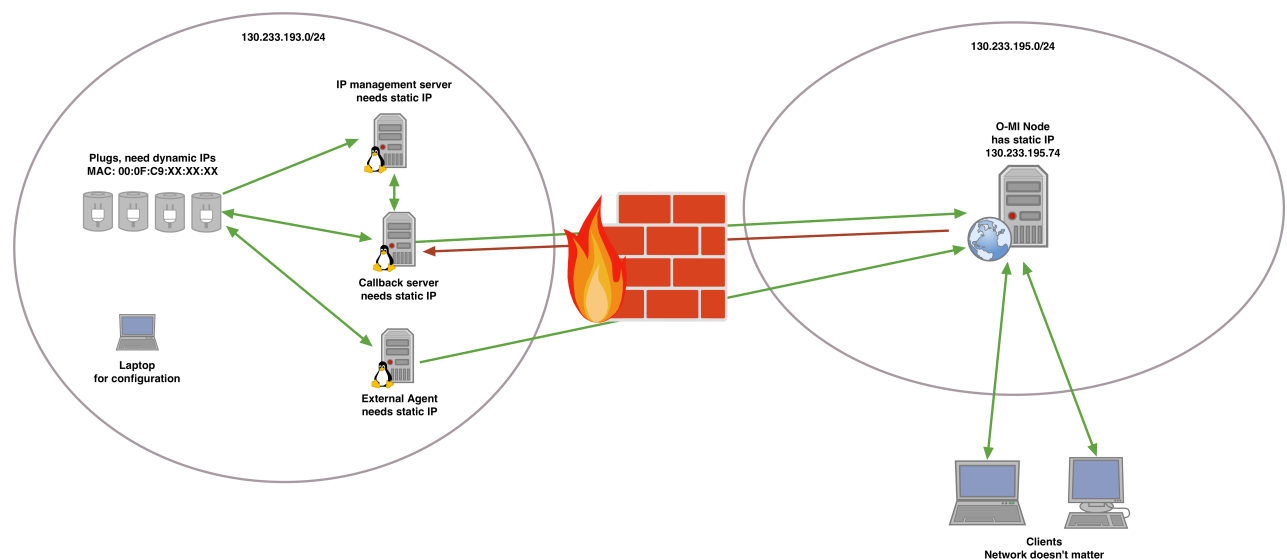 130.233.193.0/24
130.233.195.0/24
IP management server
needs static IP
O-MI Node
has static IP
130.233.195.74
Plugs, need dynamic IPs
MAC: 00:0F:C9:XX:XX:XX
Callback server
needs static IP
Laptop
for configuration
External Agent
needs static IP
Clients
Network doesn't matter